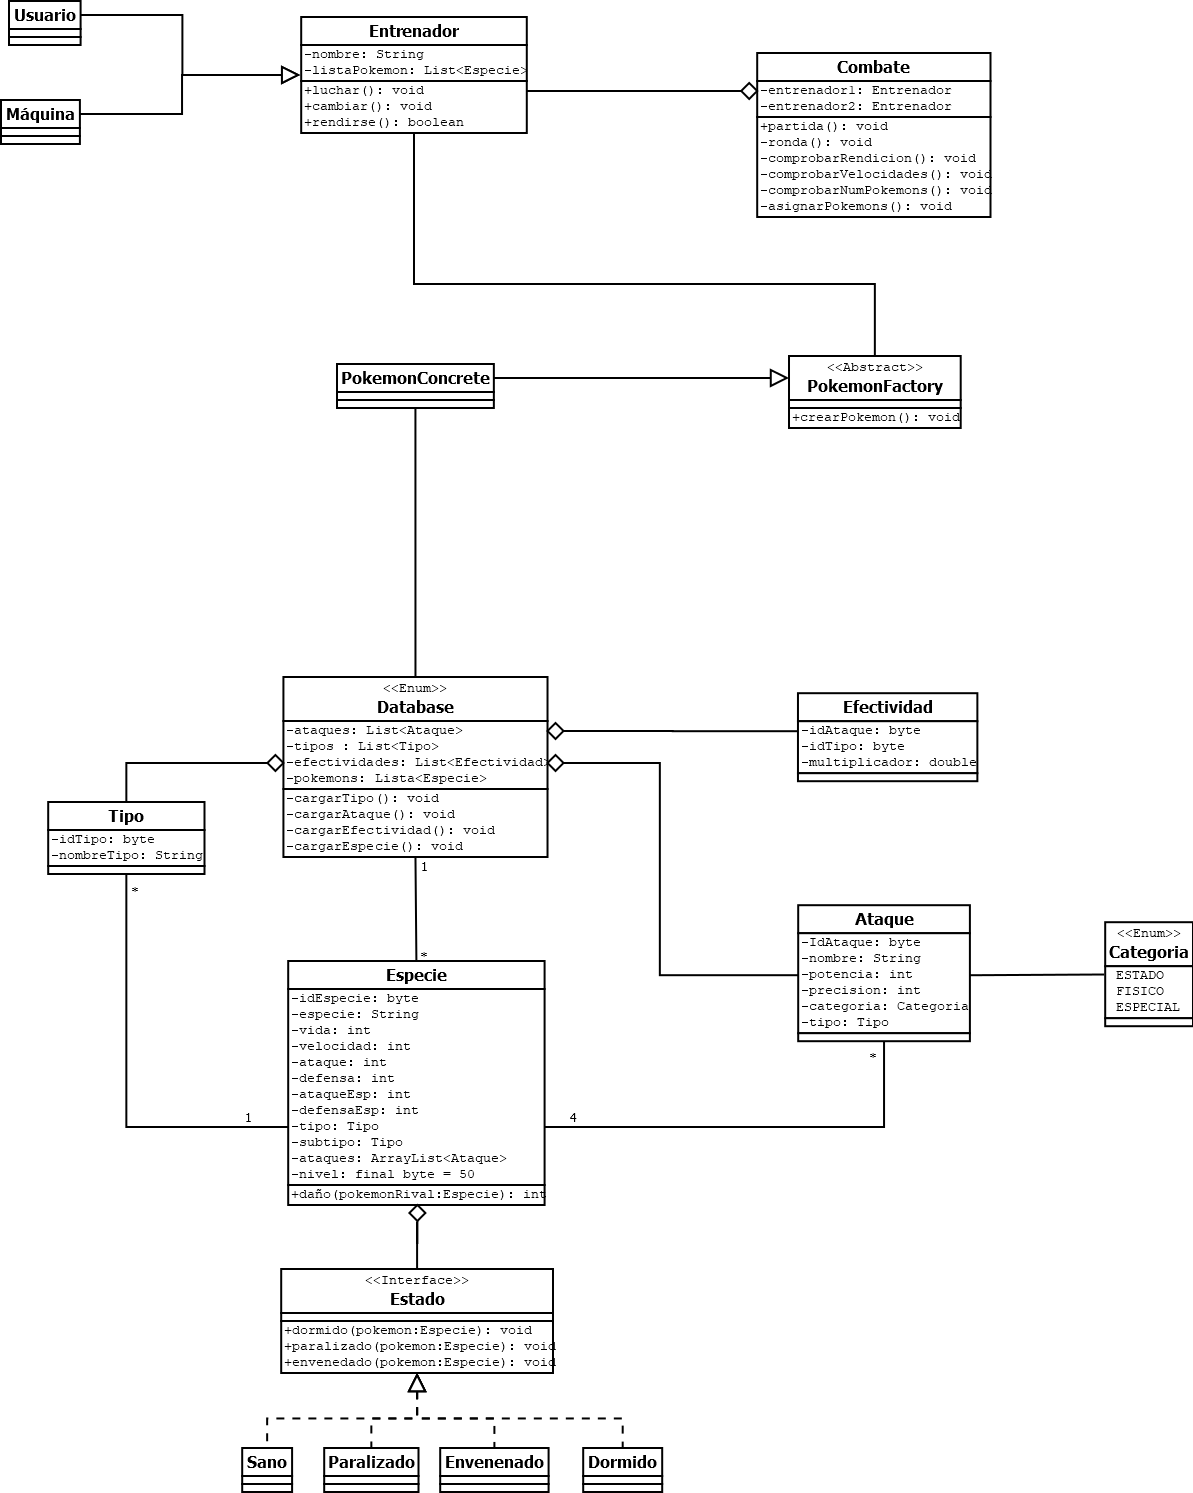 Usuario
Máquina
Entrenador
-nombre: String
-listaPokemon: List<Especie>
+luchar(): void
+cambiar(): void
+rendirse(): boolean
Combate
-entrenador1: Entrenador
-entrenador2: Entrenador
+partida(): void
-ronda(): void
-comprobarRendicion(): void
-comprobarVelocidades(): void
-comprobarNumPokemons(): void
-asignarPokemons(): void
PokemonConcrete
<<Abstract>>
PokemonFactory
+crearPokemon(): void
<<Enum>>
Database
-ataques: List<Ataque>
-tipos : List<Tipo>
-efectividades: List<Efectividad>
-pokemons: Lista<Especie>
-cargarTipo(): void
-cargarAtaque(): void
-cargarEfectividad(): void
-cargarEspecie(): void
Efectividad
-idAtaque: byte
-idTipo: byte
-multiplicador: double
Tipo
-idTipo: byte
-nombreTipo: String
*
1
*
Ataque
-IdAtaque: byte
-nombre: String
-potencia: int
-precision: int
-categoria: Categoria
-tipo: Tipo
*
<<Enum>>
Categoria
ESTADO
FISICO
ESPECIAL
Especie
-idEspecie: byte
-especie: String
-vida: int
-velocidad: int
-ataque: int
-defensa: int
-ataqueEsp: int
-defensaEsp: int
-tipo: Tipo
-subtipo: Tipo
-ataques: ArrayList<Ataque>
-nivel: final byte = 50
+daño(pokemonRival:Especie): int
1
4
<<Interface>>
Estado
+dormido(pokemon:Especie): void
+paralizado(pokemon:Especie): void
+envenedado(pokemon:Especie): void
Sano
Paralizado
Envenenado
Dormido